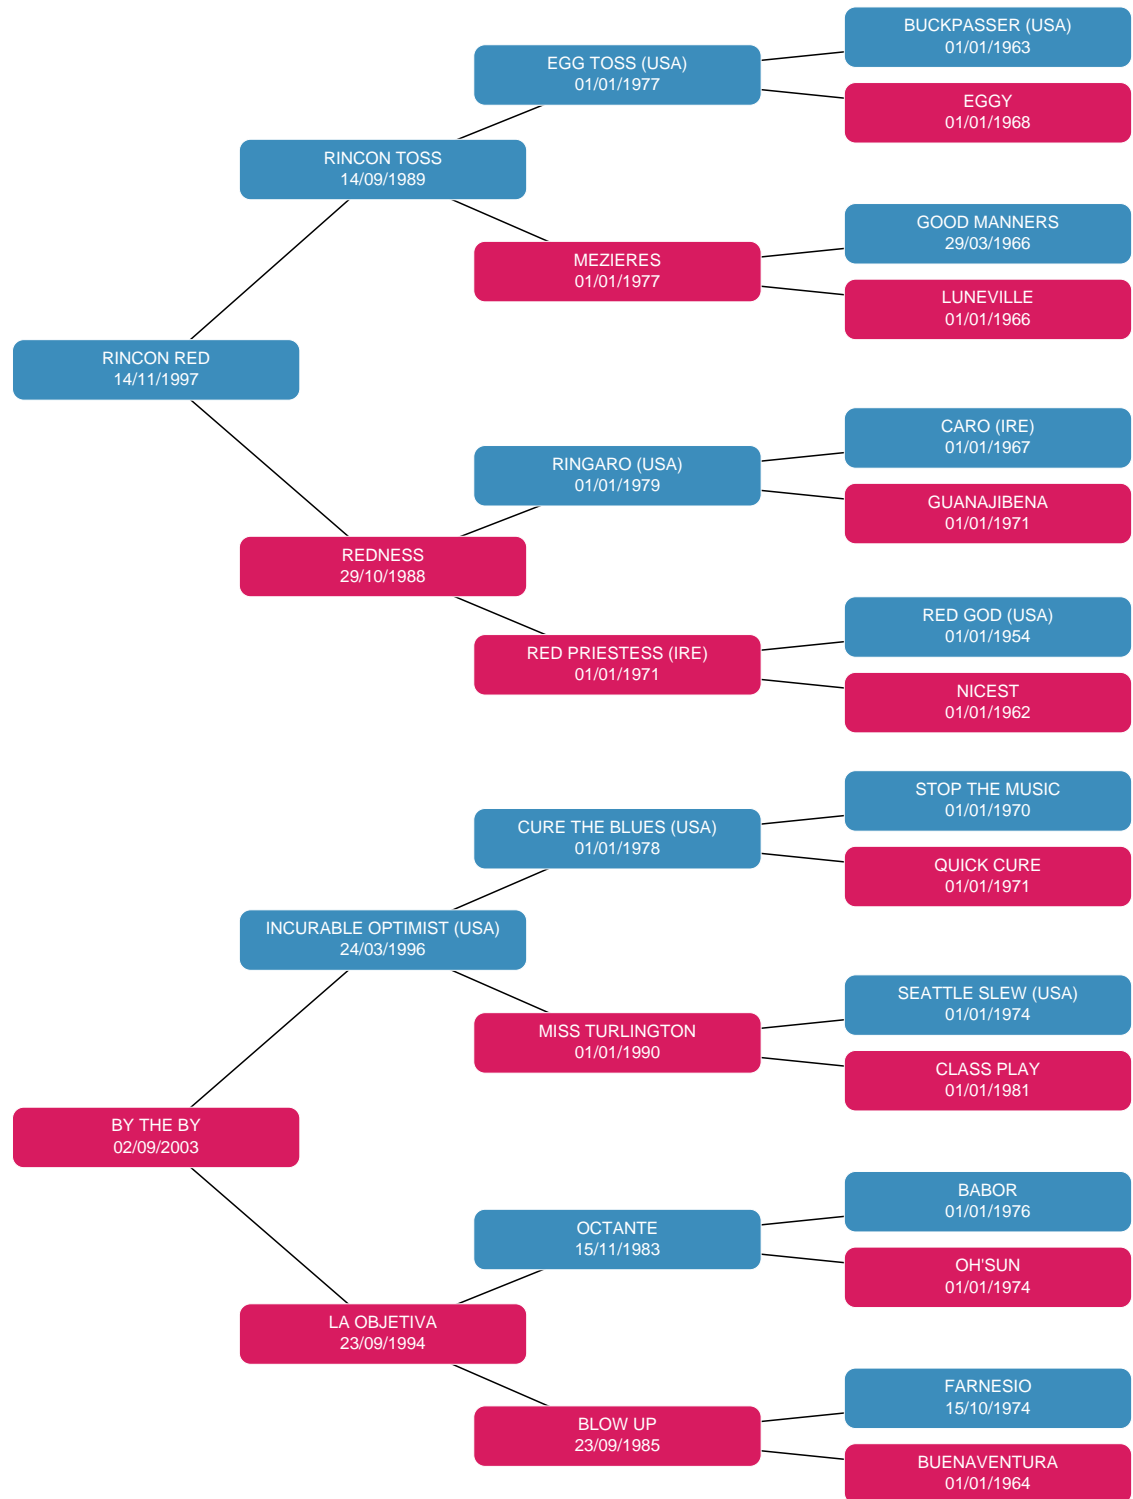 BUCKPASSER (USA)
01/01/1963
EGG TOSS (USA)
01/01/1977
EGGY
01/01/1968
RINCON TOSS
14/09/1989
GOOD MANNERS
29/03/1966
MEZIERES
01/01/1977
LUNEVILLE
01/01/1966
RINCON RED
14/11/1997
CARO (IRE)
01/01/1967
RINGARO (USA)
01/01/1979
GUANAJIBENA
01/01/1971
REDNESS
29/10/1988
RED GOD (USA)
01/01/1954
RED PRIESTESS (IRE)
01/01/1971
NICEST
01/01/1962
STOP THE MUSIC
01/01/1970
CURE THE BLUES (USA)
01/01/1978
QUICK CURE
01/01/1971
INCURABLE OPTIMIST (USA)
24/03/1996
SEATTLE SLEW (USA)
01/01/1974
MISS TURLINGTON
01/01/1990
CLASS PLAY
01/01/1981
BY THE BY
02/09/2003
BABOR
01/01/1976
OCTANTE
15/11/1983
OH'SUN
01/01/1974
LA OBJETIVA
23/09/1994
FARNESIO
15/10/1974
BLOW UP
23/09/1985
BUENAVENTURA
01/01/1964